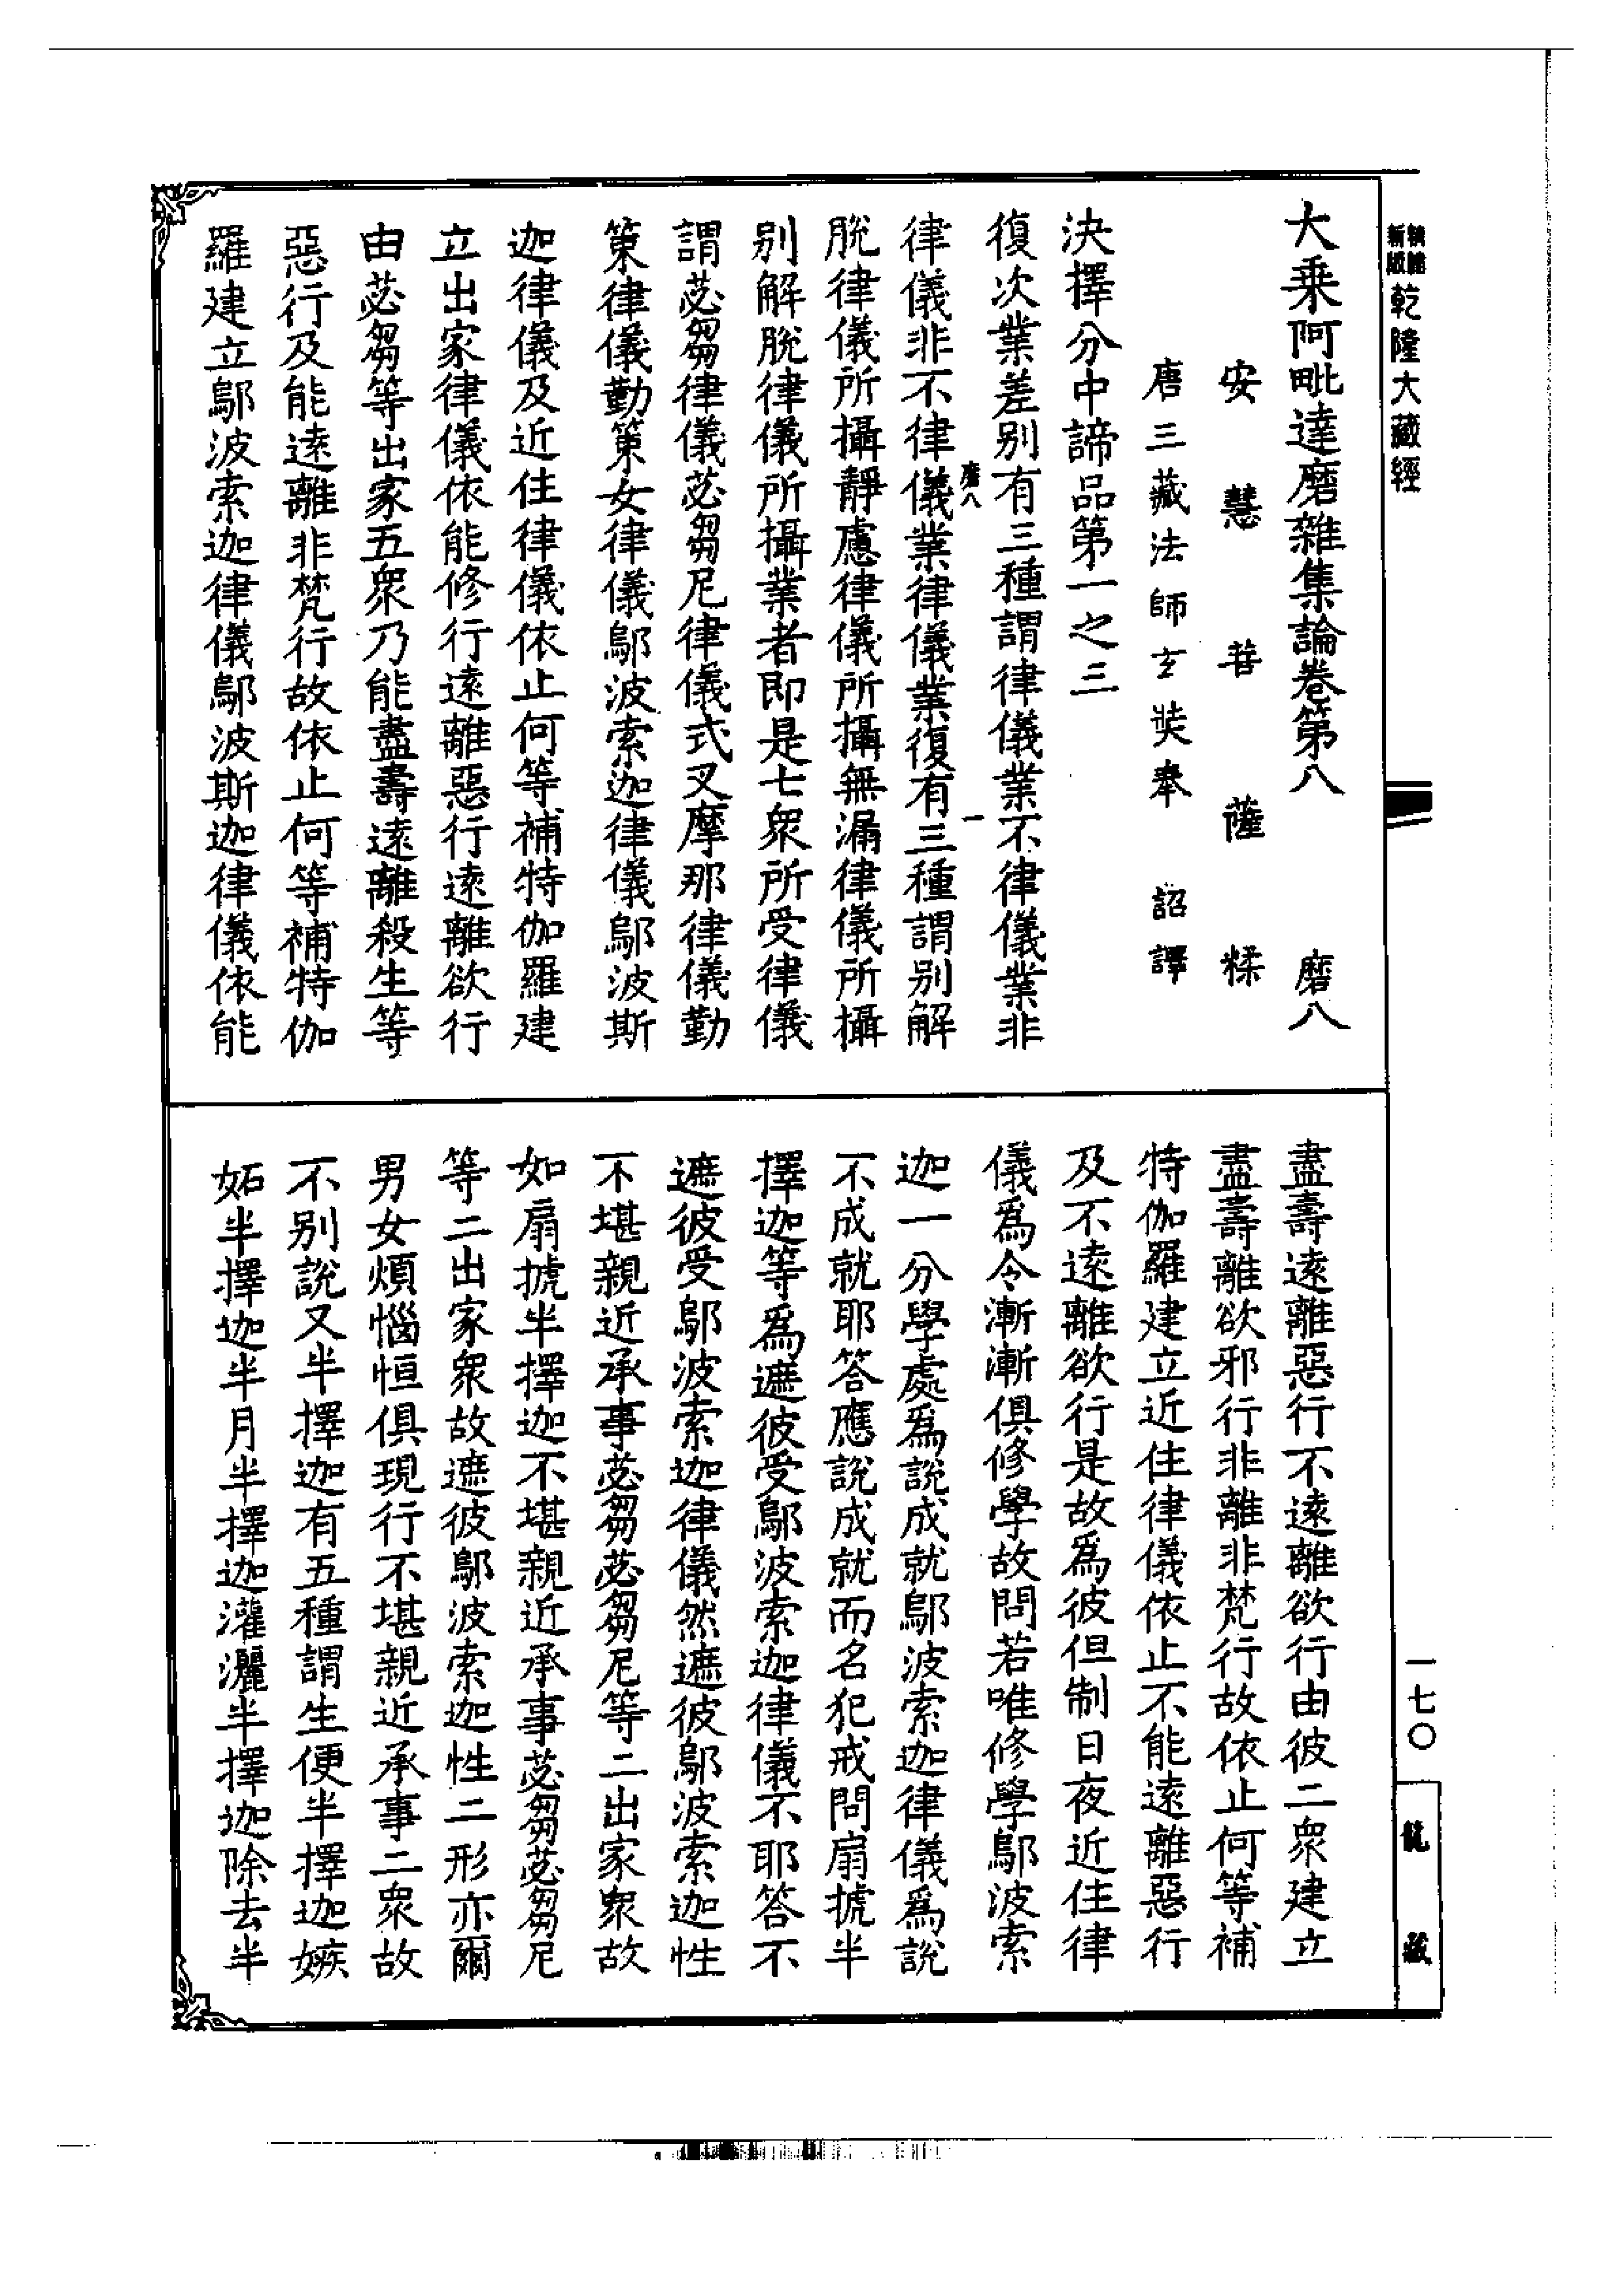 新版
乾隆大藏經
大乘阿毗達磨雜集論卷第八　磨八
安慧菩薩糅
唐三藏法師玄奘奉　詔譯
決擇分中諦品第一之三
復次業差別有三種謂律儀業不律儀業非
磨八　一
律儀非不律儀業律儀業復有三種謂別解
脫律儀所攝靜慮律儀所攝無漏律儀所攝
別解脫律儀所攝業者即是七衆所受律儀
謂苾芻律儀苾芻尼律儀式叉摩那律儀勤
策律儀勤策女律儀鄔波索迦律儀鄔波斯
迦律儀及近住律儀依止何等補特伽羅建
立出家律儀依能修行遠離惡行遠離欲行
由苾芻等出家五衆乃能盡壽遠離殺生等
惡行及能遠離非梵行故依止何等補特伽
羅建立鄔波索迦律儀鄔波斯迦律儀依能
盡壽遠離惡行不遠離欲行由彼二衆建立
盡壽離欲邪行非離非梵行故依止何等補
特伽羅建立近住律儀依止不能遠離惡行
及不遠離欲行是故爲彼但制日夜近住律
儀爲令漸漸俱修學故問若唯修學鄔波索
迦一分學處爲說成就鄔波索迦律儀爲說
不成就耶答應說成就而名犯戒問扇搋半
擇迦等爲遮彼受鄔波索迦律儀不耶答不
遮彼受鄔波索迦律儀然遮彼鄔波索迦性
不堪親近承事苾芻苾芻尼等二出家衆故
如扇搋半擇迦不堪親近承事苾芻苾芻尼
等二出家衆故遮彼鄔波索迦性二形亦爾
男女煩惱恒俱現行不堪親近承事二衆故
不別說又半擇迦有五種謂生便半擇迦嫉
妬半擇迦半月半擇迦灌灑半擇迦除去半
一七〇
龍藏